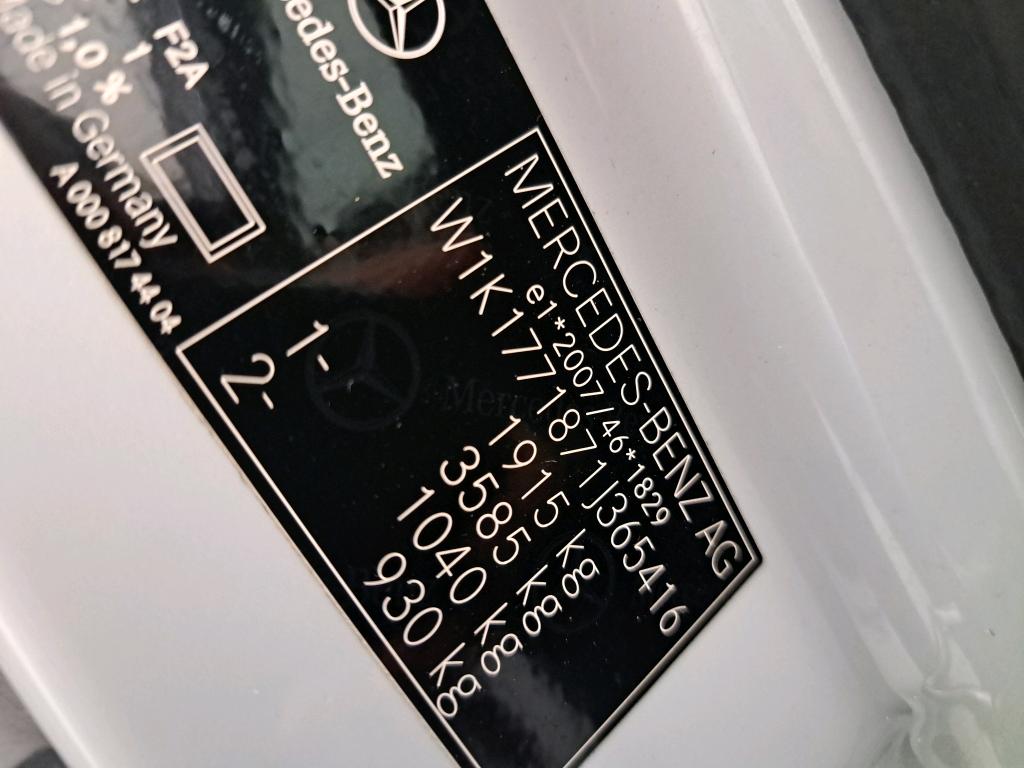 F2A
1,0 % 1
Made in Germany
A 000 817 44 04
Mercedes-Benz
MERCEDES-BENZ AG
e1*2007/46*1829
W1K1771871J365416
1915 kg
3585 kg
1- 1040 kg
2- 930 kg